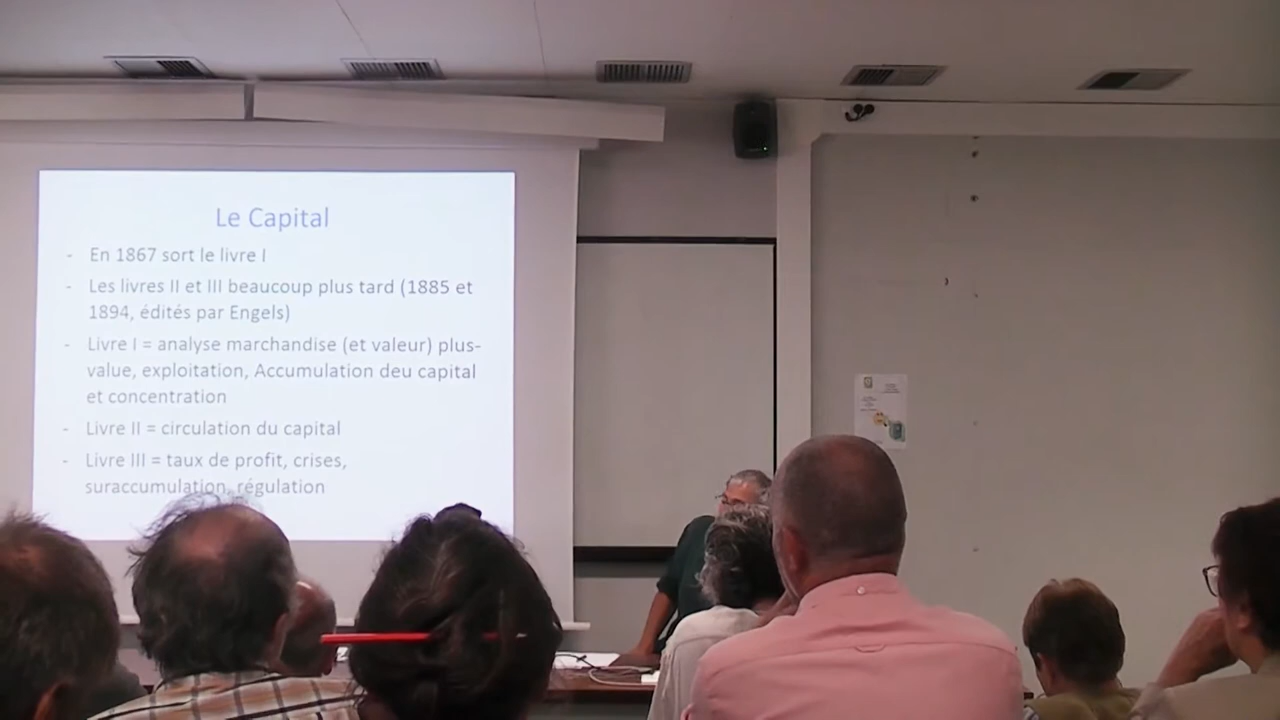 Le Capital
- En 1867 sort le livre I
- Les livres II et III beaucoup plus tard (1885 et
1894, édités par Engels)
- Livre I = analyse marchandise (et valeur) plus-
value, exploitation, Accumulation deu capital
et concentration
- Livre II = circulation du capital
- Livre III = taux de profit, crises,
suraccumulation, régulation